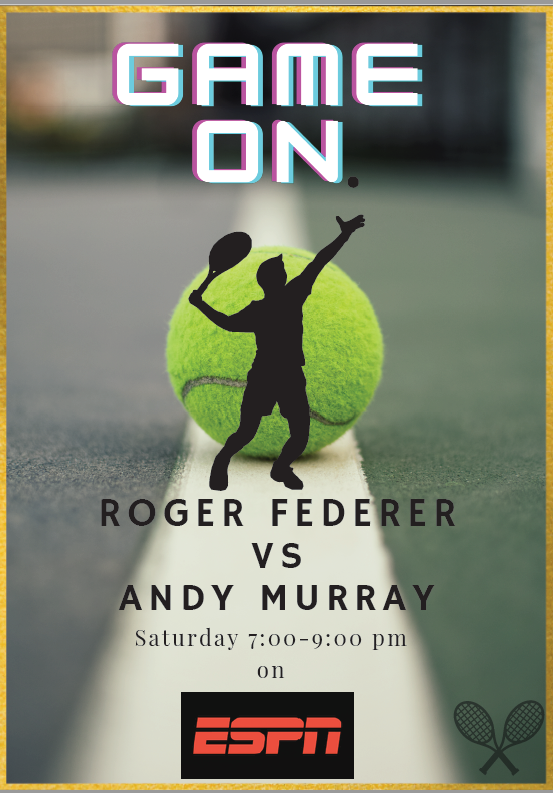 GAME
ON
ROGER FEDERER
VS
ANDY MURRAY
Saturday 7:00-9:00 pm
on
ESPN